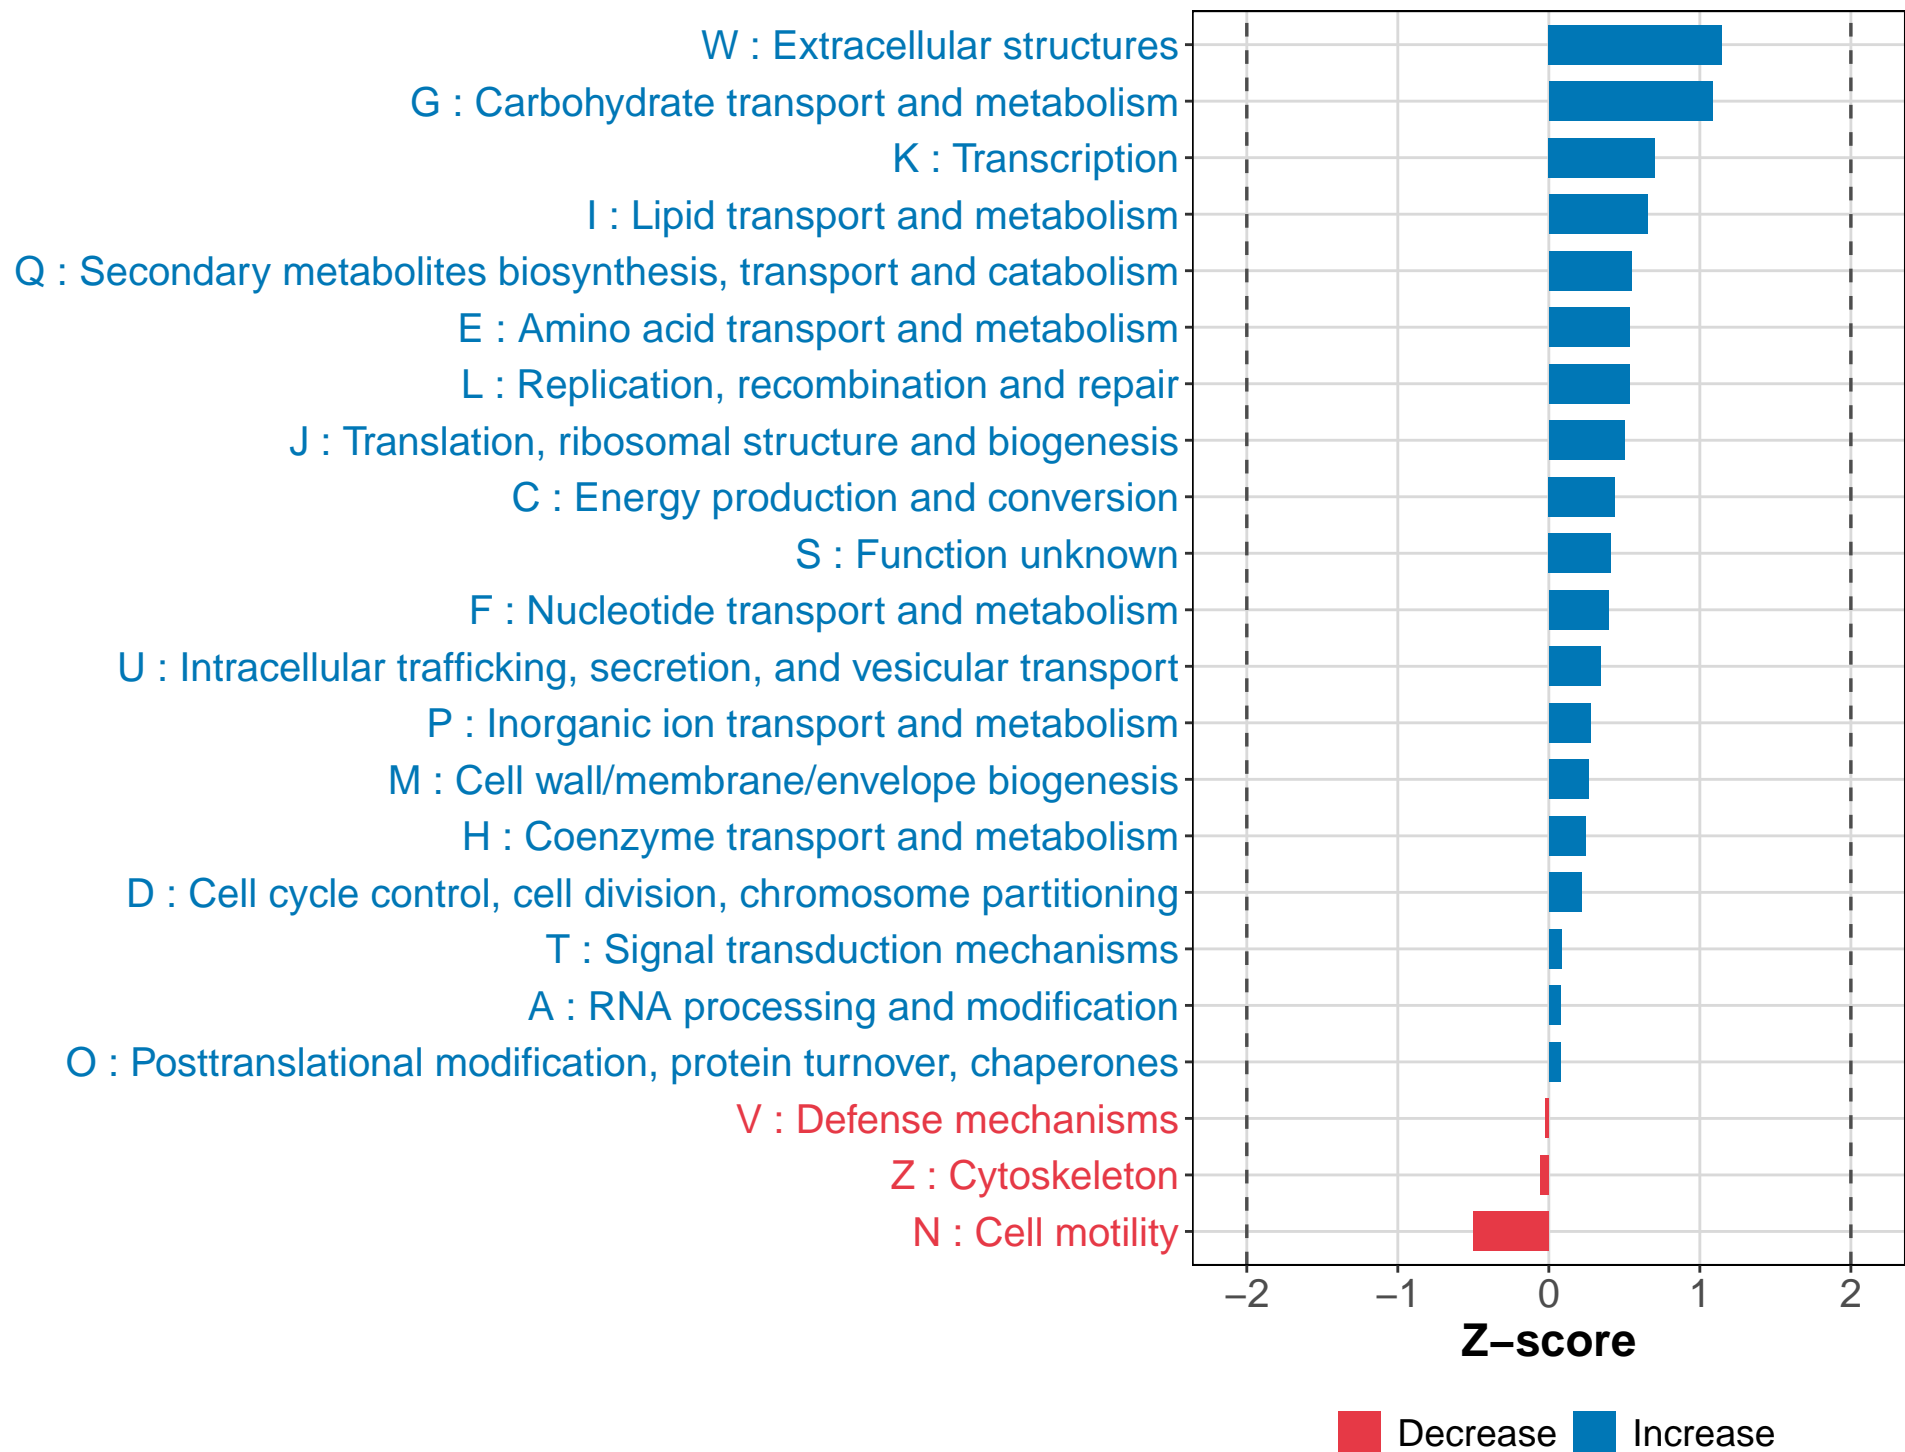 W : Extracellular structures
G : Carbohydrate transport and metabolism
K : Transcription
I : Lipid transport and metabolism
Q : Secondary metabolites biosynthesis, transport and catabolism
E : Amino acid transport and metabolism
L : Replication, recombination and repair
J : Translation, ribosomal structure and biogenesis
C : Energy production and conversion
S : Function unknown
F : Nucleotide transport and metabolism
U : Intracellular trafficking, secretion, and vesicular transport
P : Inorganic ion transport and metabolism
M : Cell wall/membrane/envelope biogenesis
H : Coenzyme transport and metabolism
D : Cell cycle control, cell division, chromosome partitioning
T : Signal transduction mechanisms
A : RNA processing and modification
O : Posttranslational modification, protein turnover, chaperones
V : Defense mechanisms
Z : Cytoskeleton
N : Cell motility
−2 −1 0 1 2
Z−score
Decrease Increase